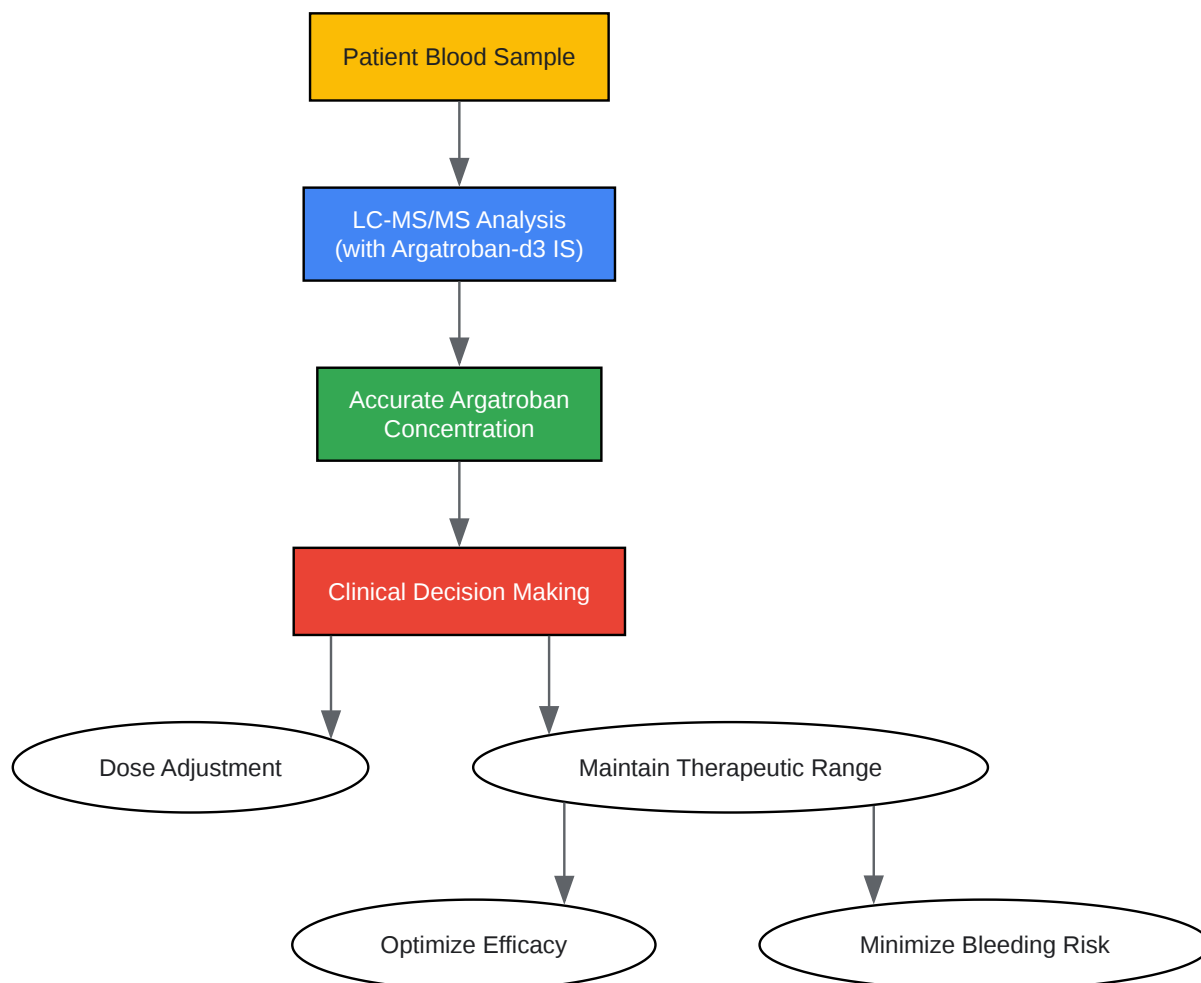 Patient Blood Sample
LC-MS/MS Analysis
(with Argatroban-d3 IS)
Accurate Argatroban
Concentration
Clinical Decision Making
Dose Adjustment
Maintain Therapeutic Range
Optimize Efficacy
Minimize Bleeding Risk